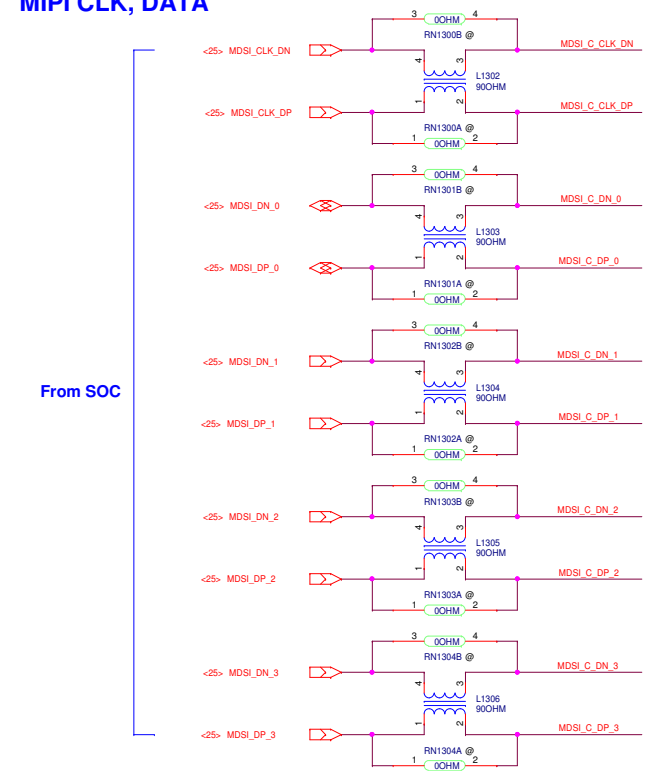 MIPI CLK, DATA
3 0OHM 4
RN1300B @
<25> MDSI_CLK_DN MDSI_C_CLK_DN
4 3
L1302
90OHM
1 2
<25> MDSI_CLK_DP MDSI_C_CLK_DP
RN1300A @
1 0OHM 2
3 0OHM 4
RN1301B @
<25> MDSI_DN_0 MDSI_C_DN_0
4 3
L1303
90OHM
1 2
<25> MDSI_DP_0 MDSI_C_DP_0
RN1301A @
1 0OHM 2
3 0OHM 4
RN1302B @
<25> MDSI_DN_1 MDSI_C_DN_1
4 3
L1304
90OHM
From SOC
1 2
<25> MDSI_DP_1 MDSI_C_DP_1
RN1302A @
1 0OHM 2
3 0OHM 4
RN1303B @
<25> MDSI_DN_2 MDSI_C_DN_2
4 3
L1305
90OHM
1 2
<25> MDSI_DP_2 MDSI_C_DP_2
RN1303A @
1 0OHM 2
3 0OHM 4
RN1304B @
<25> MDSI_DN_3 MDSI_C_DN_3
4 3
L1306
90OHM
1 2
<25> MDSI_DP_3 MDSI_C_DP_3
RN1304A @
1 0OHM 2